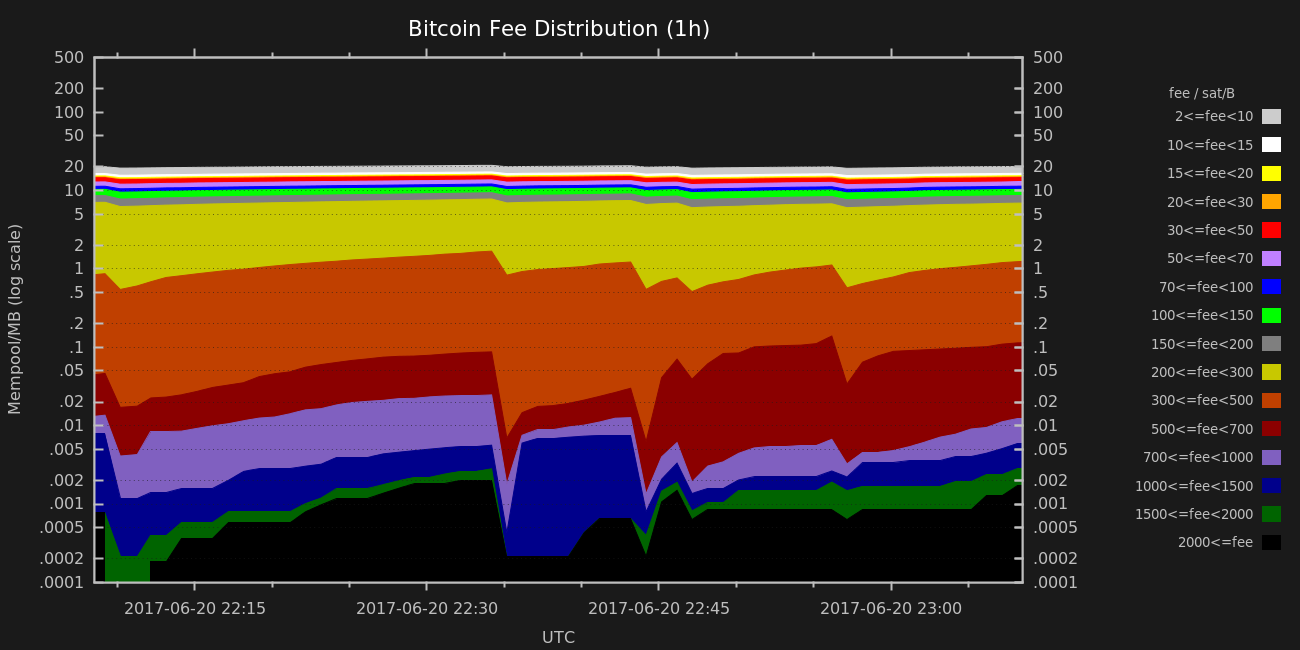 Bitcoin Fee Distribution (1h)
500
200
100
50
20
10
5
2
1
.5
.2
.1
.05
.02
.01
.005
.002
.001
.0005
.0002
.0001
Mempool/MB (log scale)
500
200
100
50
20
10
5
2
1
.5
.2
.1
.05
.02
.01
.005
.002
.001
.0005
.0002
.0001
2017-06-20 22:15
2017-06-20 22:30
2017-06-20 22:45
2017-06-20 23:00
UTC
fee / sat/B
2<=fee<10
10<=fee<15
15<=fee<20
20<=fee<30
30<=fee<50
50<=fee<70
70<=fee<100
100<=fee<150
150<=fee<200
200<=fee<300
300<=fee<500
500<=fee<700
700<=fee<1000
1000<=fee<1500
1500<=fee<2000
2000<=fee